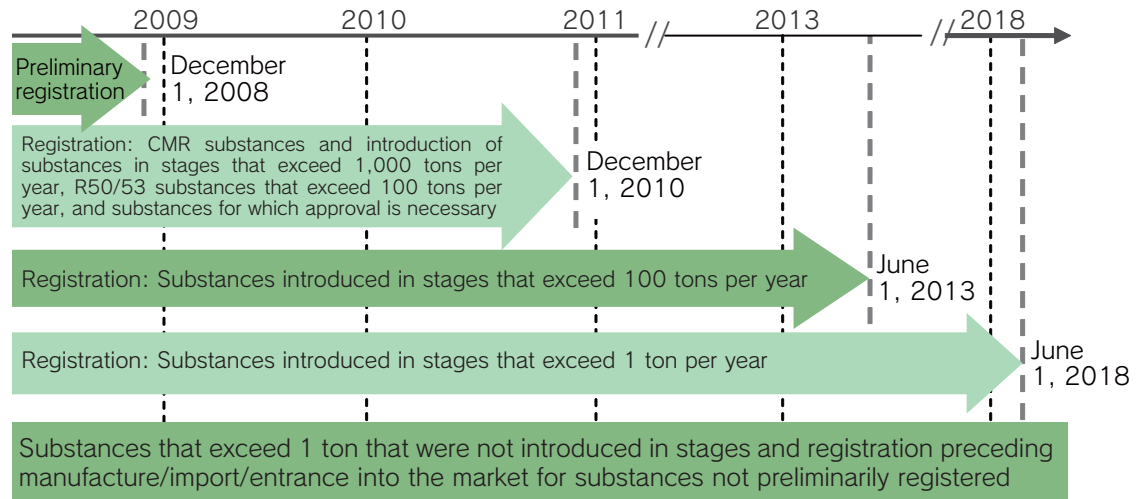 2009 2010 2011 2013 2018
Preliminary
registration
December
1, 2008
Registration: CMR substances and introduction of
substances in stages that exceed 1,000 tons per
year, R50/53 substances that exceed 100 tons per
year, and substances for which approval is necessary
December
1, 2010
Registration: Substances introduced in stages that exceed 100 tons per year
June
1, 2013
Registration: Substances introduced in stages that exceed 1 ton per year
June
1, 2018
Substances that exceed 1 ton that were not introduced in stages and registration preceding
manufacture/import/entrance into the market for substances not preliminarily registered